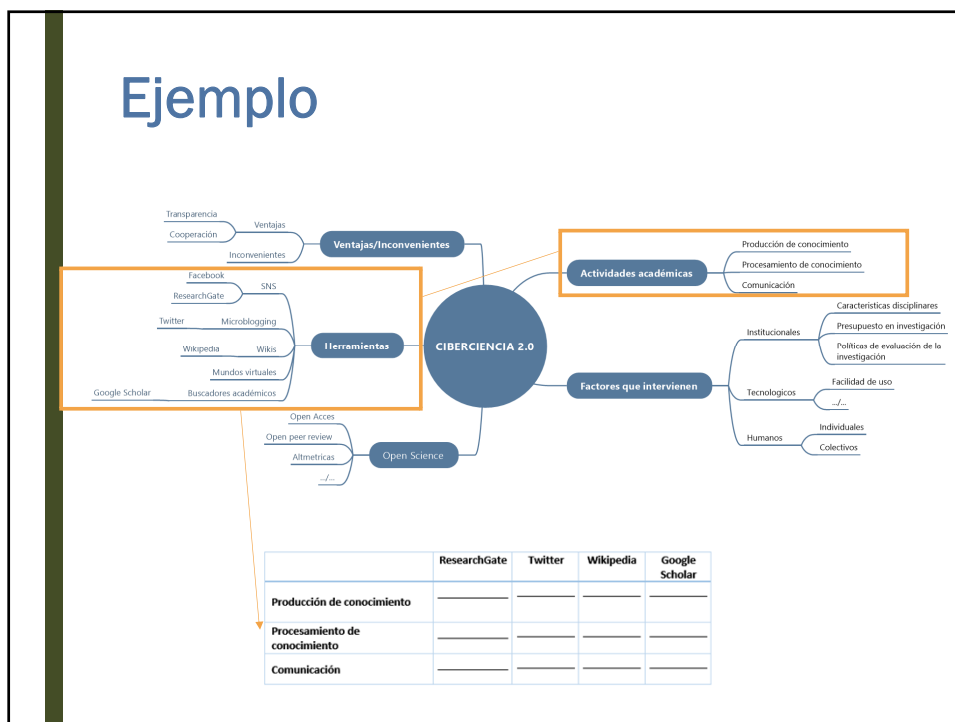 Ejemplo
Transparencia
Cooperación
Ventajas
Inconvenientes
Ventajas/Inconvenientes
Facebook
ResearchGate
SNS
Twitter
Microblogging
Wikipedia
Wikis
Mundos virtuales
Google Scholar
Buscadores académicos
Herramientas
Open Acces
Open peer review
Altmetricas
.../...
Open Science
CIBERCIENCIA 2.0
Actividades académicas
Producción de conocimiento
Procesamiento de conocimiento
Comunicación
Factores que intervienen
Institucionales
Características disciplinares
Presupuesto en investigación
Políticas de evaluación de la
investigación
Tecnologicos
Facilidad de uso
.../...
Humanos
Individuales
Colectivos
ResearchGate Twitter Wikipedia Google
Scholar
Producción de conocimiento
Procesamiento de
conocimiento
Comunicación